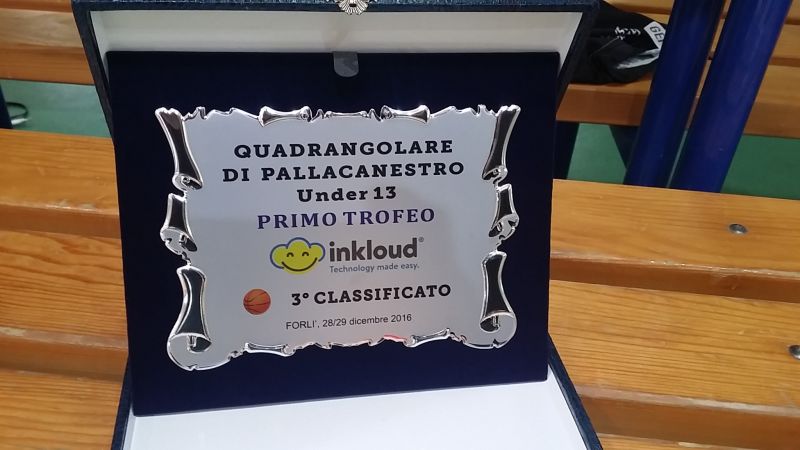 QUADRANGOLARE
DI PALLACANESTRO
Under 13
PRIMO TROFEO
inkloud®
Technology made easy.
3° CLASSIFICATO
FORLI', 28/29 dicembre 2016